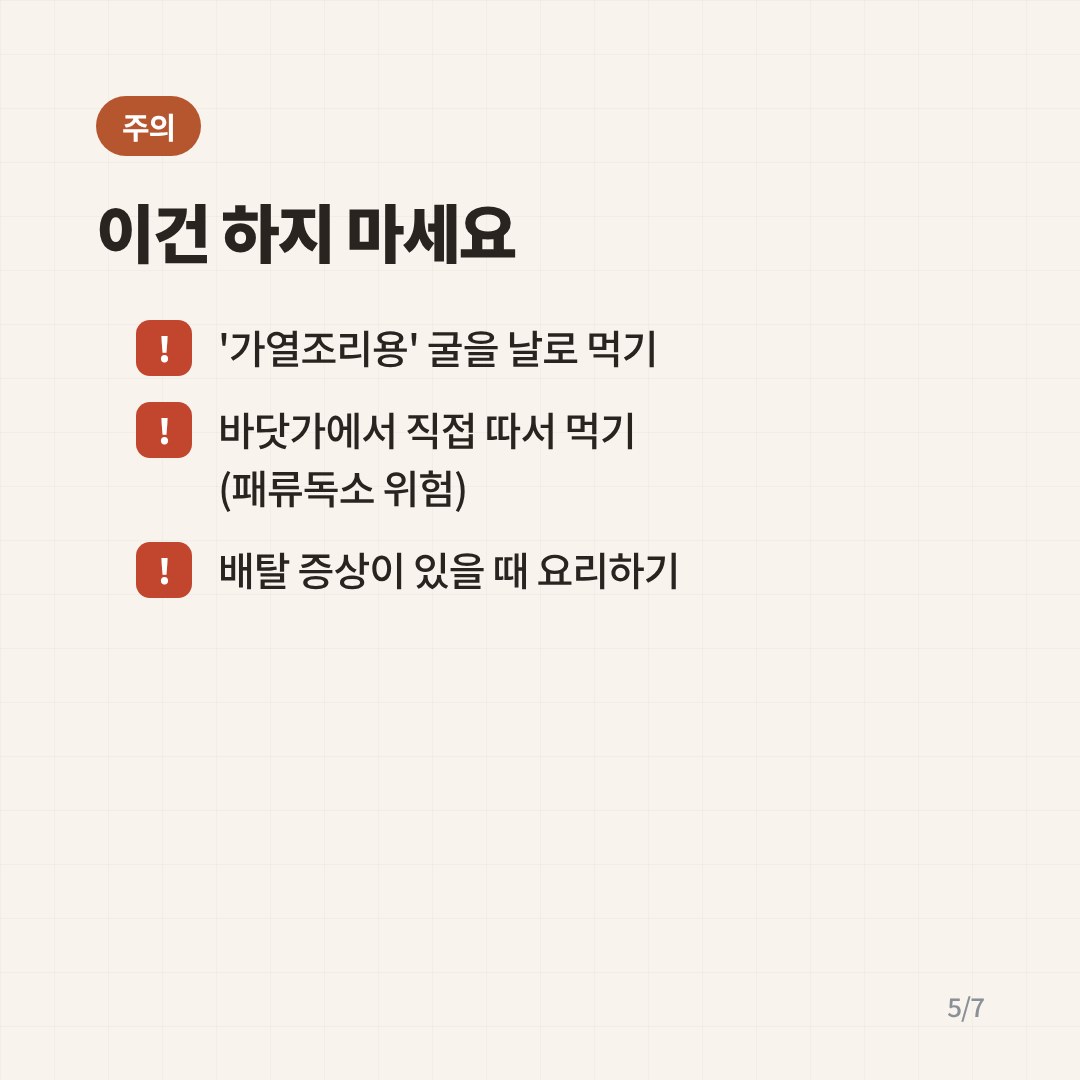 주의
이건 하지 마세요
! '가열조리용' 굴을 날로 먹기
! 바닷가에서 직접 따서 먹기
(패류독소 위험)
! 배탈 증상이 있을 때 요리하기
5/7